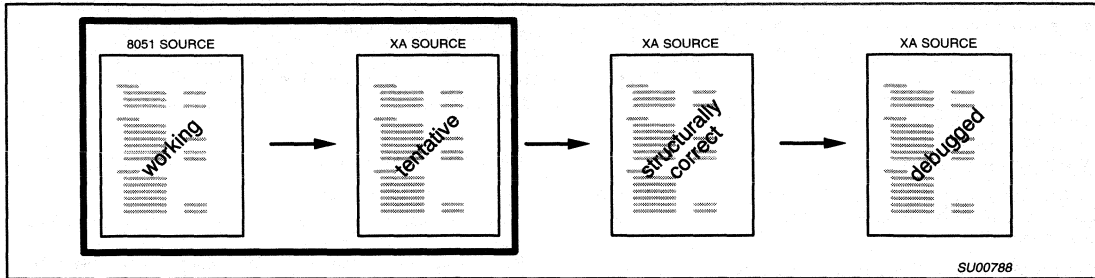 8051 SOURCE
XA SOURCE
XA SOURCE
XA SOURCE
working
tentative
structurally
correct
debugged
SU00788